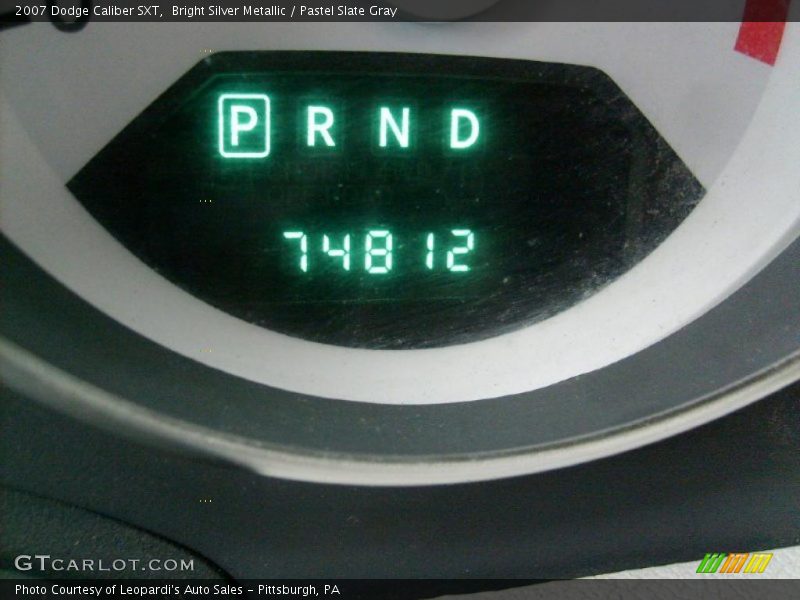 2007 Dodge Caliber SXT,  Bright Silver Metallic / Pastel Slate Gray
P R N D
74812
GTCARLOT.COM
Photo Courtesy of Leopardi's Auto Sales - Pittsburgh, PA